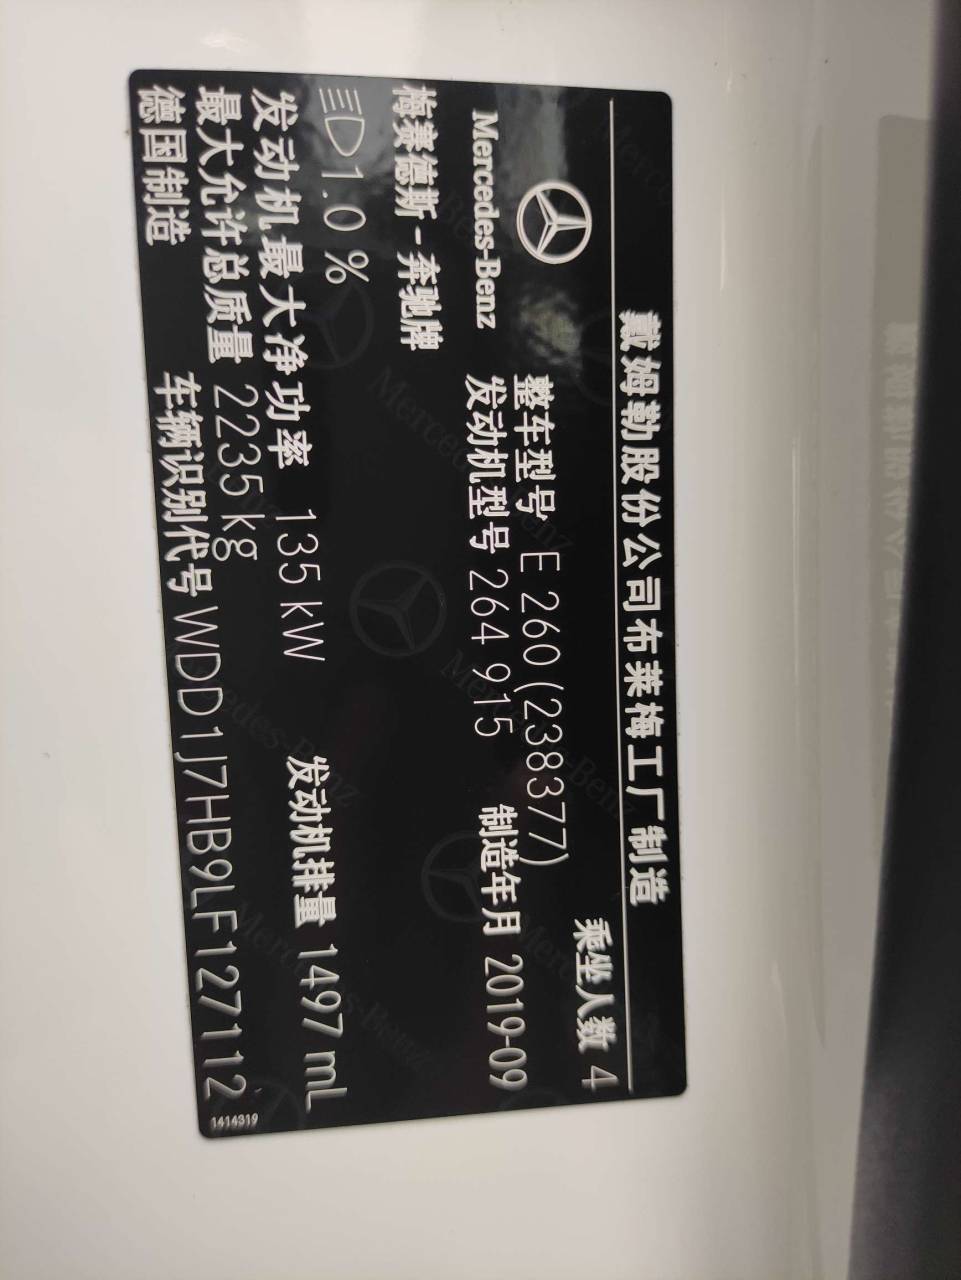 戴姆勒股份公司布莱梅工厂制造
乘坐人数 4
整车型号 E 260(238377)
Mercedes-Benz
发动机型号 264 915 制造年月 2019-09
梅赛德斯-奔驰牌
1.0 %
发动机最大净功率 135 kW 发动机排量 1497 mL
最大允许总质量 2235 kg
德国制造 车辆识别代号 WDD1J7HB9LF127112
1414319